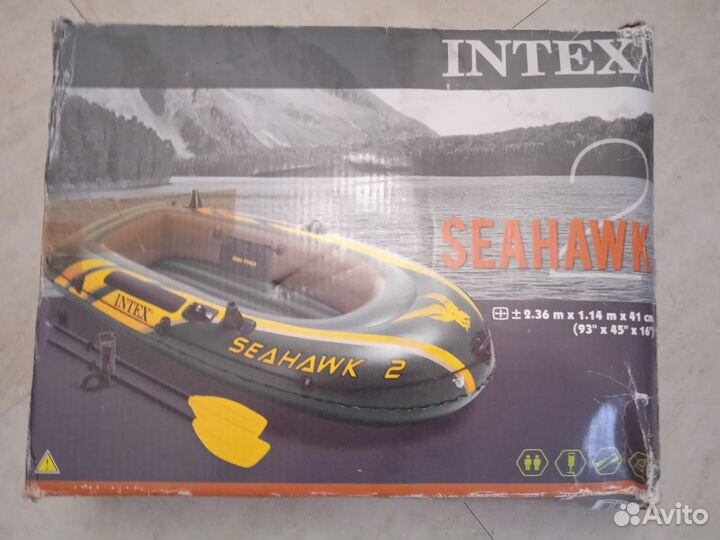 INTEX
2
SEAHAWK
± 2.36 m x 1.14 m x 41 cm
(93" x 45" x 16")
INTEX
SEAHAWK 2
Avito